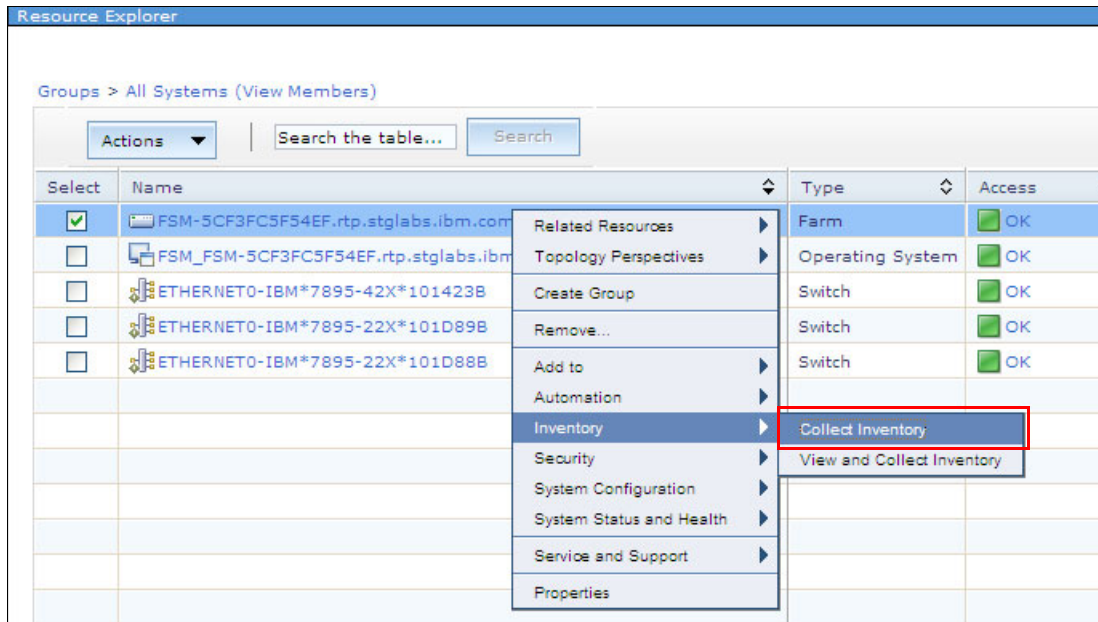 Resource Explorer
Groups > All Systems (View Members)
Actions
Search the table...
Search
Select Name Type Access
FSM-5CF3FC5F54EF.rtp.stglabs.ibm.com Farm OK
FSM_FSM-5CF3FC5F54EF.rtp.stglabs.ibm Operating System OK
ETHERNET0-IBM*7895-42X*101423B Switch OK
ETHERNET0-IBM*7895-22X*101D89B Switch OK
ETHERNET0-IBM*7895-22X*101D88B Switch OK
Related Resources
Topology Perspectives
Create Group
Remove...
Add to
Automation
Inventory
Collect Inventory
View and Collect Inventory
Security
System Configuration
System Status and Health
Service and Support
Properties